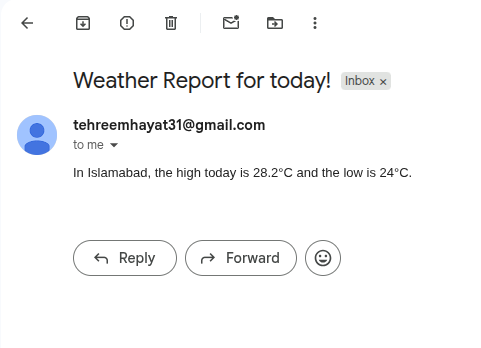 Weather Report for today! Inbox ×
tehreemhayat31@gmail.com
to me
In Islamabad, the high today is 28.2°C and the low is 24°C.
Reply Forward